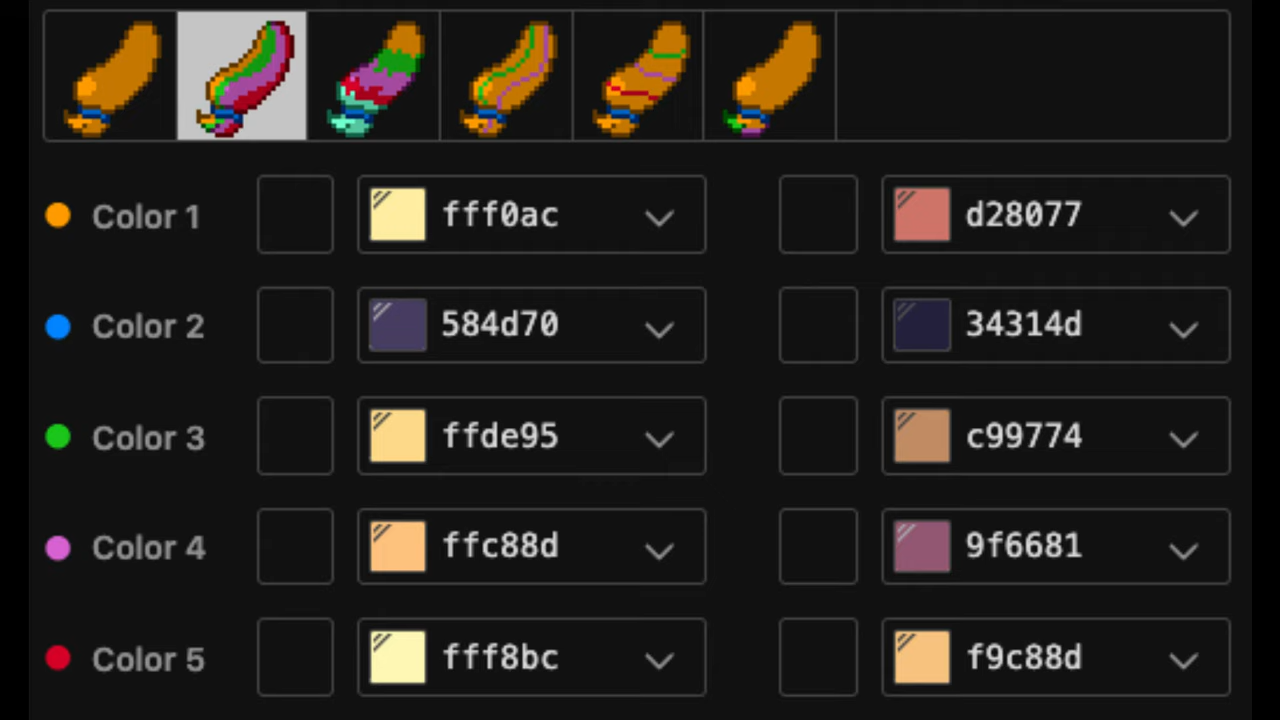 Color 1 fff0ac d28077
Color 2 584d70 34314d
Color 3 ffde95 c99774
Color 4 ffc88d 9f6681
Color 5 fff8bc f9c88d